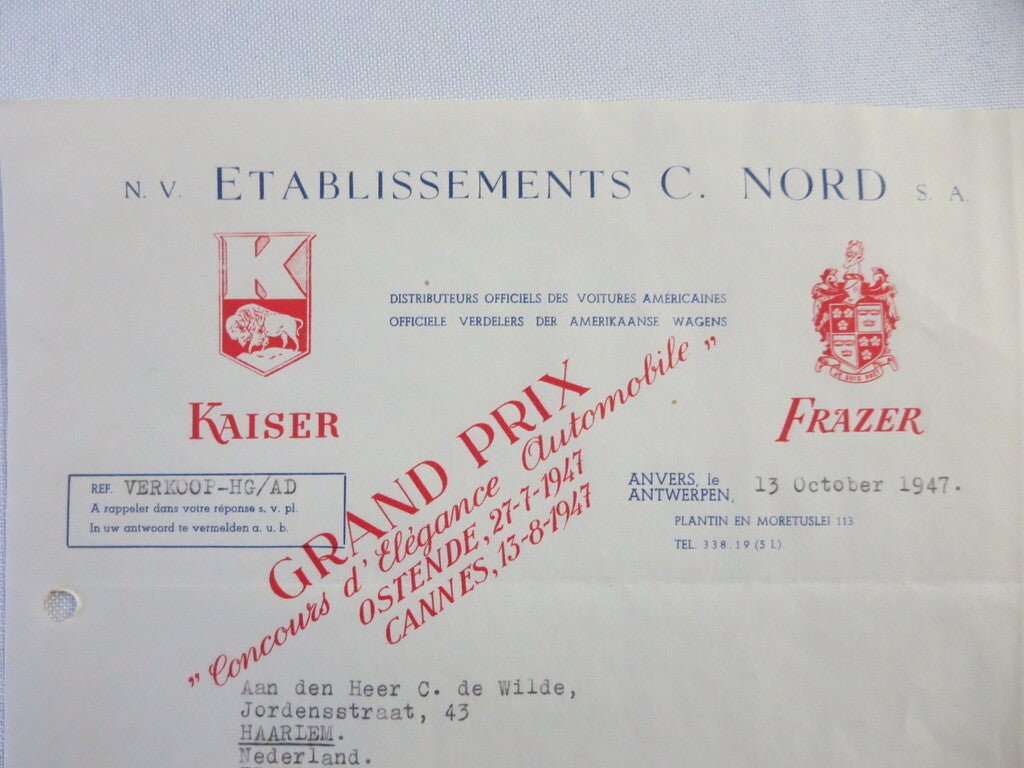 N. V. ETABLISSEMENTS C. NORD S. A.
K
DISTRIBUTEURS OFFICIELS DES VOITURES AMÉRICAINES
OFFICIELE VERDELERS DER AMERIKAANSE WAGENS
JE SUIS PRET
KAISER
FRAZER
GRAND PRIX
"Concours d'Elégance Automobile"
OSTENDE, 27-7-1947
CANNES, 13-8-1947
REF. VERKOOP-HG/AD
A rappeler dans votre réponse s. v. pl.
In uw antwoord te vermelden a. u. b.
ANVERS, le
ANTWERPEN, 13 October 1947.
PLANTIN EN MORETUSLEI 113
TEL. 338.19 (5 l.)
Aan den Heer C. de Wilde,
Jordensstraat, 43
HAARLEM.
Nederland.